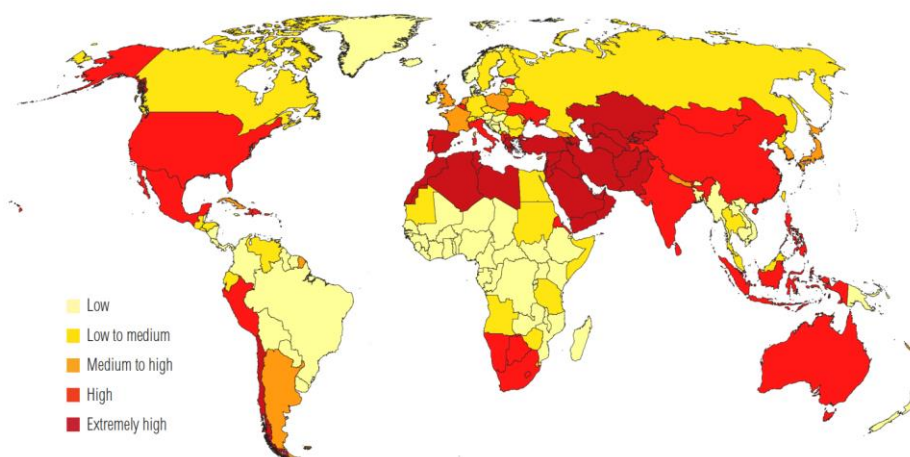 Low
Low to medium
Medium to high
High
Extremely high